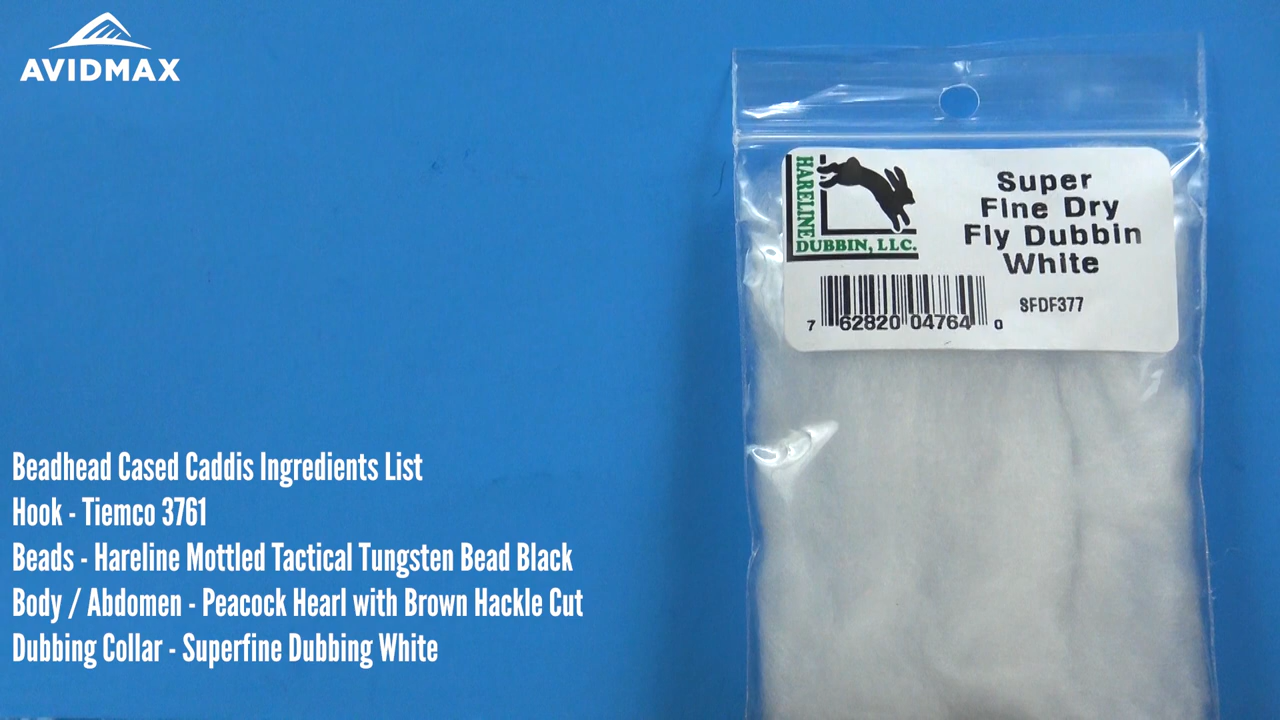 AVIDMAX
HARELINE
DUBBIN, LLC.
Super
Fine Dry
Fly Dubbin
White
SFDF377
7 62820 04764 0
Beadhead Cased Caddis Ingredients List
Hook - Tiemco 3761
Beads - Hareline Mottled Tactical Tungsten Bead Black
Body / Abdomen - Peacock Hearl with Brown Hackle Cut
Dubbing Collar - Superfine Dubbing White